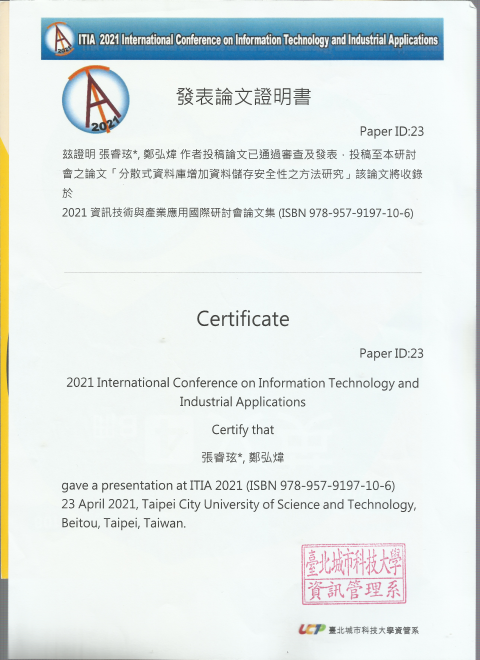 ITIA 2021 International Conference on Information Technology and Industrial Applications
2021
2021
發表論文證明書
Paper ID:23
茲證明 張睿玹*, 鄭弘煒 作者投稿論文已通過審查及發表，投稿至本研討
會之論文「分散式資料庫增加資料儲存安全性之方法研究」該論文將收錄
於
2021 資訊技術與產業應用國際研討會論文集 (ISBN 978-957-9197-10-6)
Certificate
Paper ID:23
2021 International Conference on Information Technology and
Industrial Applications
Certify that
張睿玹*, 鄭弘煒
gave a presentation at ITIA 2021 (ISBN 978-957-9197-10-6)
23 April 2021, Taipei City University of Science and Technology,
Beitou, Taipei, Taiwan.
臺北城市科技大學
資訊管理系
UCTP 臺北城市科技大學資管系